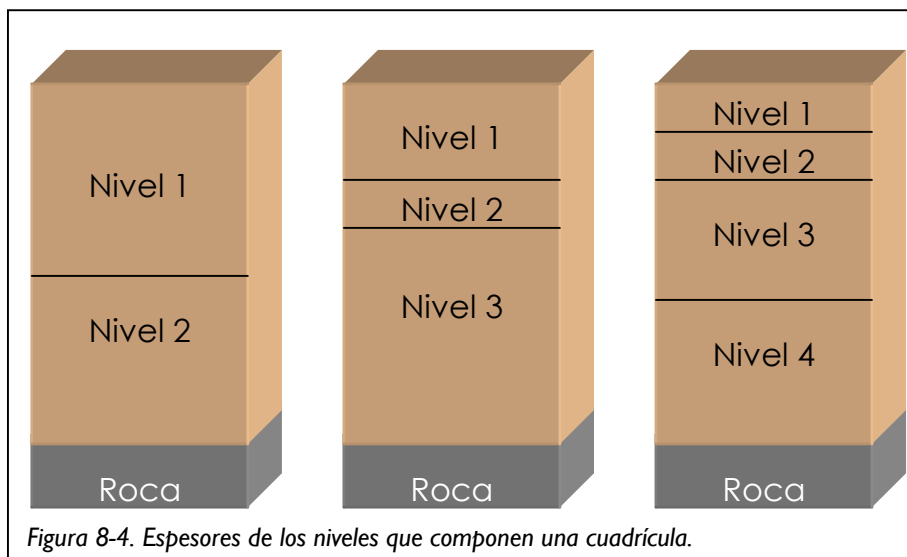 Nivel 1
Nivel 2
Roca
Nivel 1
Nivel 2
Nivel 3
Roca
Nivel 1
Nivel 2
Nivel 3
Nivel 4
Roca
Figura 8-4. Espesores de los niveles que componen una cuadrícula.